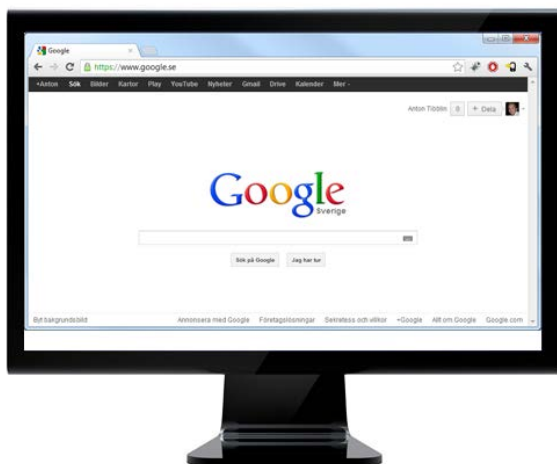 Google
https://www.google.se
+Anton Sök Bilder Kartor Play YouTube Nyheter Gmail Drive Kalender Mer
Anton Tibblin 0 + Dela
Google
Sverige
Sök på Google Jag har tur
Byt bakgrundsbild Annonsera med Google Företagslösningar Sekretess och villkor +Google Allt om Google Google.com